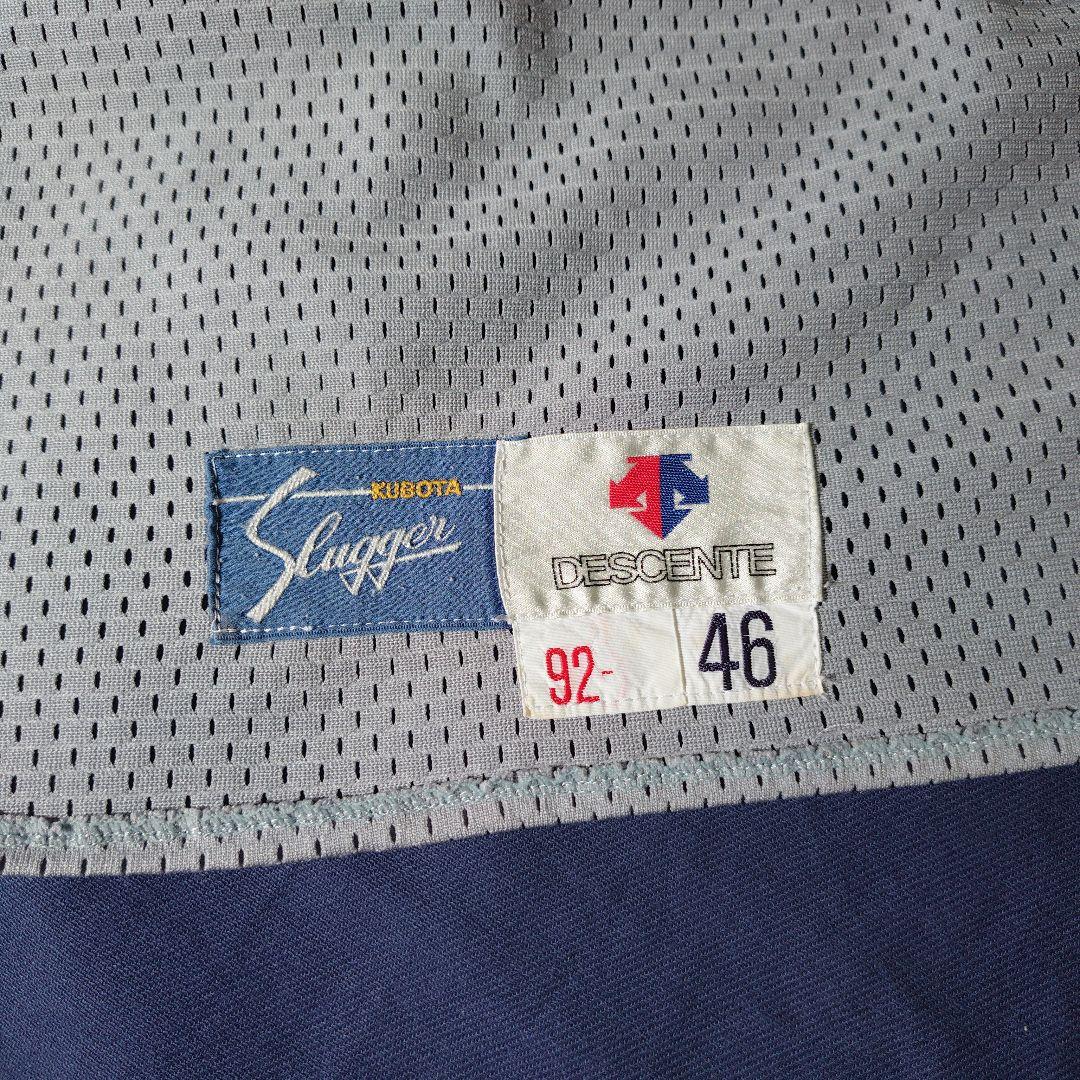 KUBOTA
Slugger
DESCENTE
92- 46